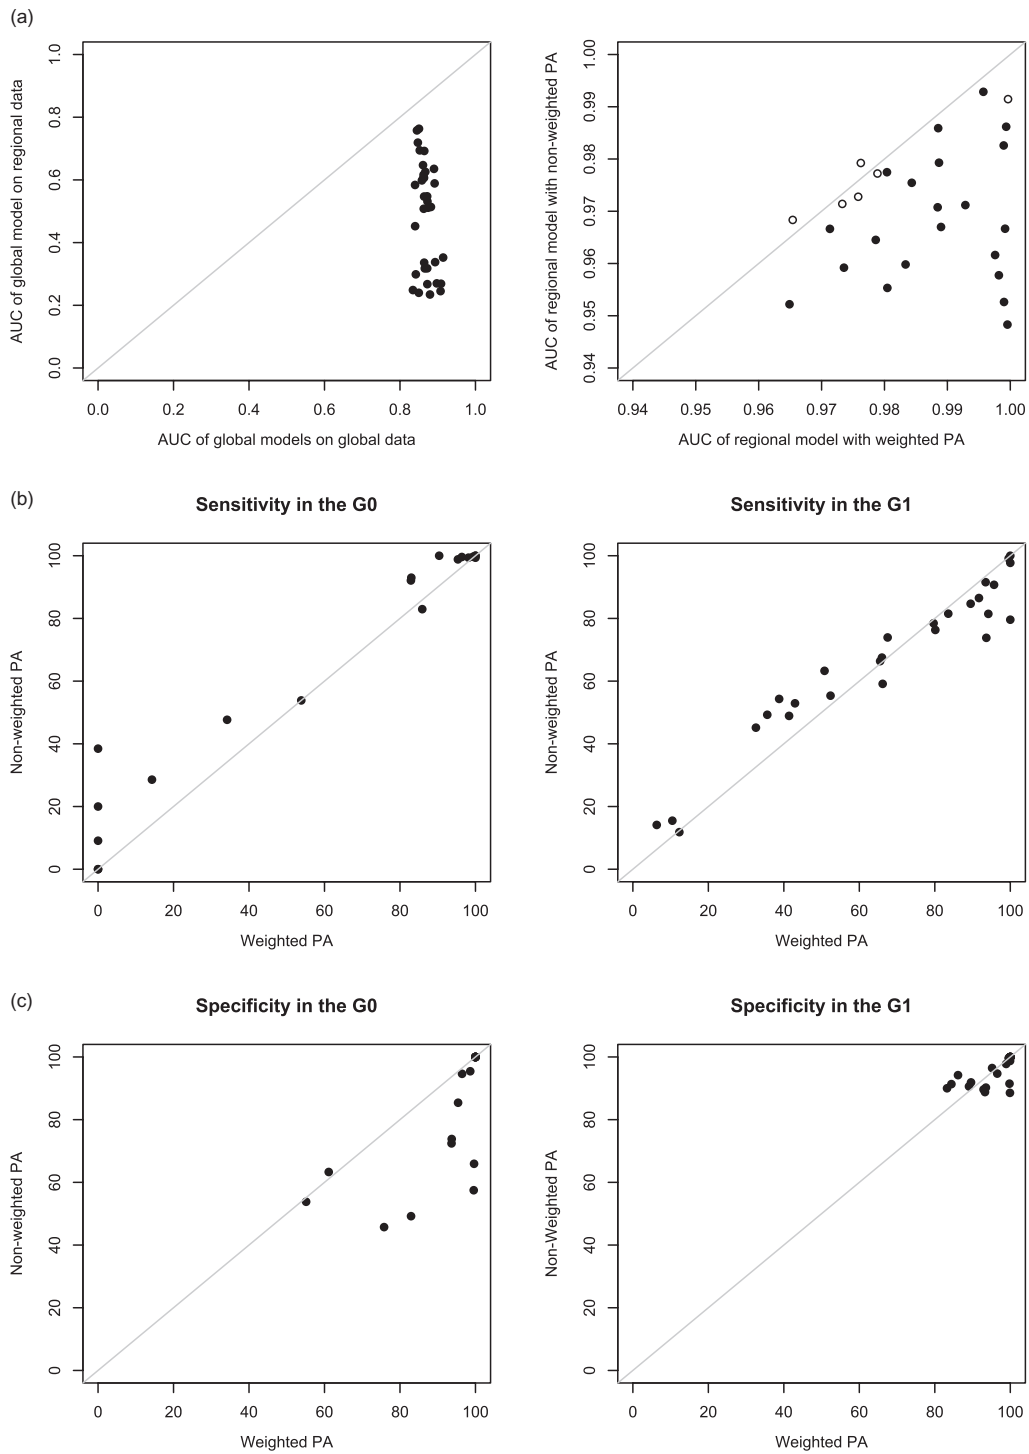 (a)
AUC of global model on regional data
1.0
0.8
0.6
0.4
0.2
0.0
0.0 0.2 0.4 0.6 0.8 1.0
AUC of global models on global data
AUC of regional model with non-weighted PA
1.00
0.99
0.98
0.97
0.96
0.95
0.94
0.94 0.95 0.96 0.97 0.98 0.99 1.00
AUC of regional model with weighted PA
(b)
Sensitivity in the G0
Non-weighted PA
100
80
60
40
20
0
0 20 40 60 80 100
Weighted PA
Sensitivity in the G1
Non-weighted PA
100
80
60
40
20
0
0 20 40 60 80 100
Weighted PA
(c)
Specificity in the G0
Non-weighted PA
100
80
60
40
20
0
0 20 40 60 80 100
Weighted PA
Specificity in the G1
Non-Weighted PA
100
80
60
40
20
0
0 20 40 60 80 100
Weighted PA